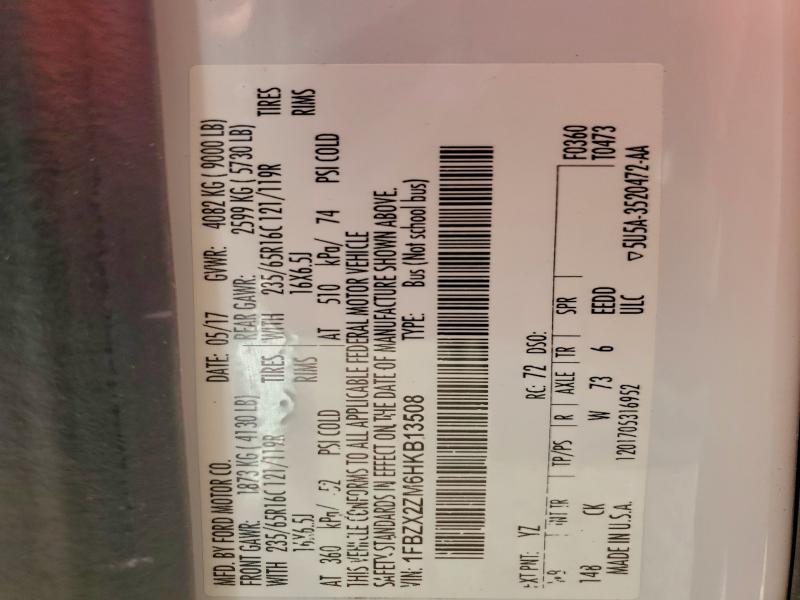 MFD. BY FORD MOTOR CO. DATE: 05/17 GVWR: 4082 KG ( 9000 LB)
FRONT GAWR: 1873 KG ( 4130 LB) REAR GAWR: 2599 KG ( 5730 LB)
WITH 235/65R16C 121/119R TIRES WITH 235/65R16C 121/119R TIRES
16X6.5J RIMS 16X6.5J RIMS
AT 360 kPa/ 52 PSI COLD AT 510 kPa/ 74 PSI COLD
THIS VEHICLE CONFORMS TO ALL APPLICABLE FEDERAL MOTOR VEHICLE
SAFETY STANDARDS IN EFFECT ON THE DATE OF MANUFACTURE SHOWN ABOVE.
VIN: 1FBZX2ZM6HKB13508 TYPE: Bus (Not school bus)
EXT PNT: YZ RC: 72 DSO: F0360
INT TR TP/PS R AXLE TR SPR T0473
148 CK W 73 6 EEDD
MADE IN U.S.A. 12017053 16952 ULC ▽5U5A-3520472-AA